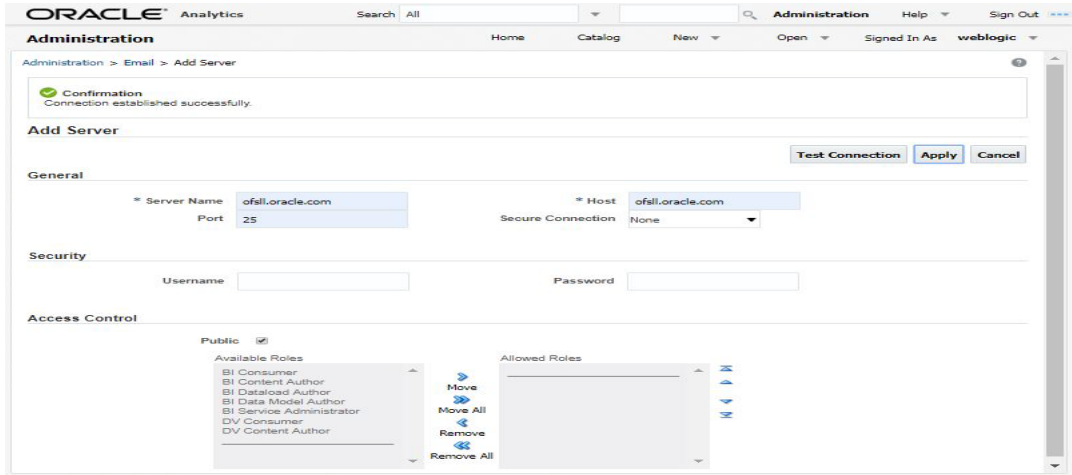 ORACLE Analytics Search All Administration Help Sign Out
Administration Home Catalog New Open Signed In As weblogic
Administration > Email > Add Server
Confirmation
Connection established successfully.
Add Server
Test Connection Apply Cancel
General
* Server Name ofsll.oracle.com * Host ofsll.oracle.com
Port 25 Secure Connection None
Security
Username Password
Access Control
Public
Available Roles Allowed Roles
BI Consumer
BI Content Author
BI Dataload Author
BI Data Model Author
BI Service Administrator
DV Consumer
DV Content Author
Move
Move All
Remove
Remove All